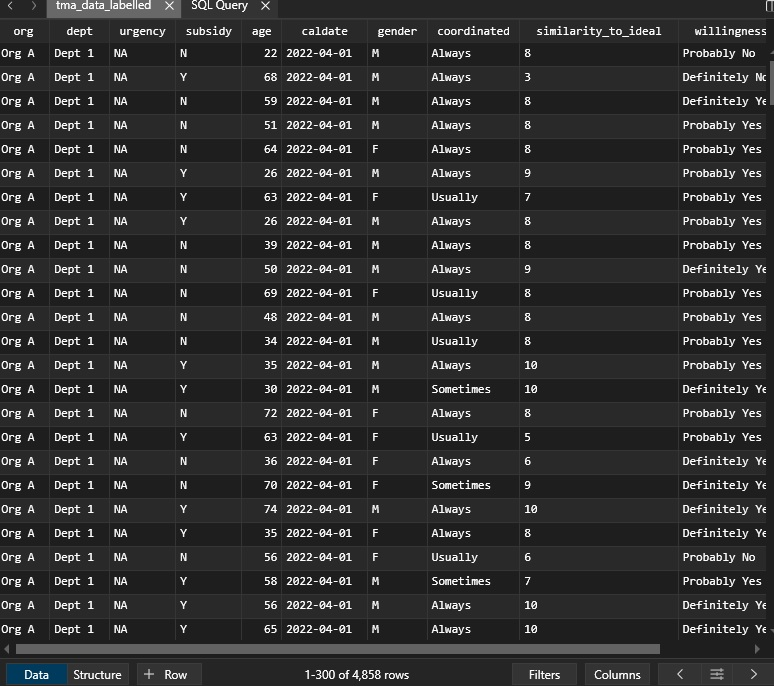 tma_data_labelled SQL Query
org dept urgency subsidy age caldate gender coordinated similarity_to_ideal willingness
Org A Dept 1 NA N 22 2022-04-01 M Always 8 Probably No
Org A Dept 1 NA Y 68 2022-04-01 M Always 3 Definitely No
Org A Dept 1 NA N 59 2022-04-01 M Always 8 Definitely Ye
Org A Dept 1 NA N 51 2022-04-01 M Always 8 Probably Yes
Org A Dept 1 NA N 64 2022-04-01 F Always 8 Probably Yes
Org A Dept 1 NA Y 26 2022-04-01 M Always 9 Probably Yes
Org A Dept 1 NA Y 63 2022-04-01 F Usually 7 Probably Yes
Org A Dept 1 NA Y 26 2022-04-01 M Always 8 Probably Yes
Org A Dept 1 NA N 39 2022-04-01 M Always 8 Probably Yes
Org A Dept 1 NA N 50 2022-04-01 M Always 9 Definitely Ye
Org A Dept 1 NA N 69 2022-04-01 F Usually 8 Probably Yes
Org A Dept 1 NA N 48 2022-04-01 M Always 8 Probably Yes
Org A Dept 1 NA N 34 2022-04-01 M Usually 8 Probably Yes
Org A Dept 1 NA Y 35 2022-04-01 M Always 10 Probably Yes
Org A Dept 1 NA Y 30 2022-04-01 M Sometimes 10 Definitely Ye
Org A Dept 1 NA N 72 2022-04-01 F Always 8 Probably Yes
Org A Dept 1 NA Y 63 2022-04-01 F Usually 5 Probably Yes
Org A Dept 1 NA N 36 2022-04-01 F Always 6 Definitely Ye
Org A Dept 1 NA N 70 2022-04-01 F Sometimes 9 Definitely Ye
Org A Dept 1 NA Y 74 2022-04-01 M Always 10 Definitely Ye
Org A Dept 1 NA Y 35 2022-04-01 F Always 8 Definitely Ye
Org A Dept 1 NA N 56 2022-04-01 F Usually 6 Probably No
Org A Dept 1 NA Y 58 2022-04-01 M Sometimes 7 Probably Yes
Org A Dept 1 NA Y 56 2022-04-01 M Always 10 Definitely Ye
Org A Dept 1 NA Y 65 2022-04-01 M Always 10 Definitely Ye
Data Structure + Row 1-300 of 4,858 rows Filters Columns